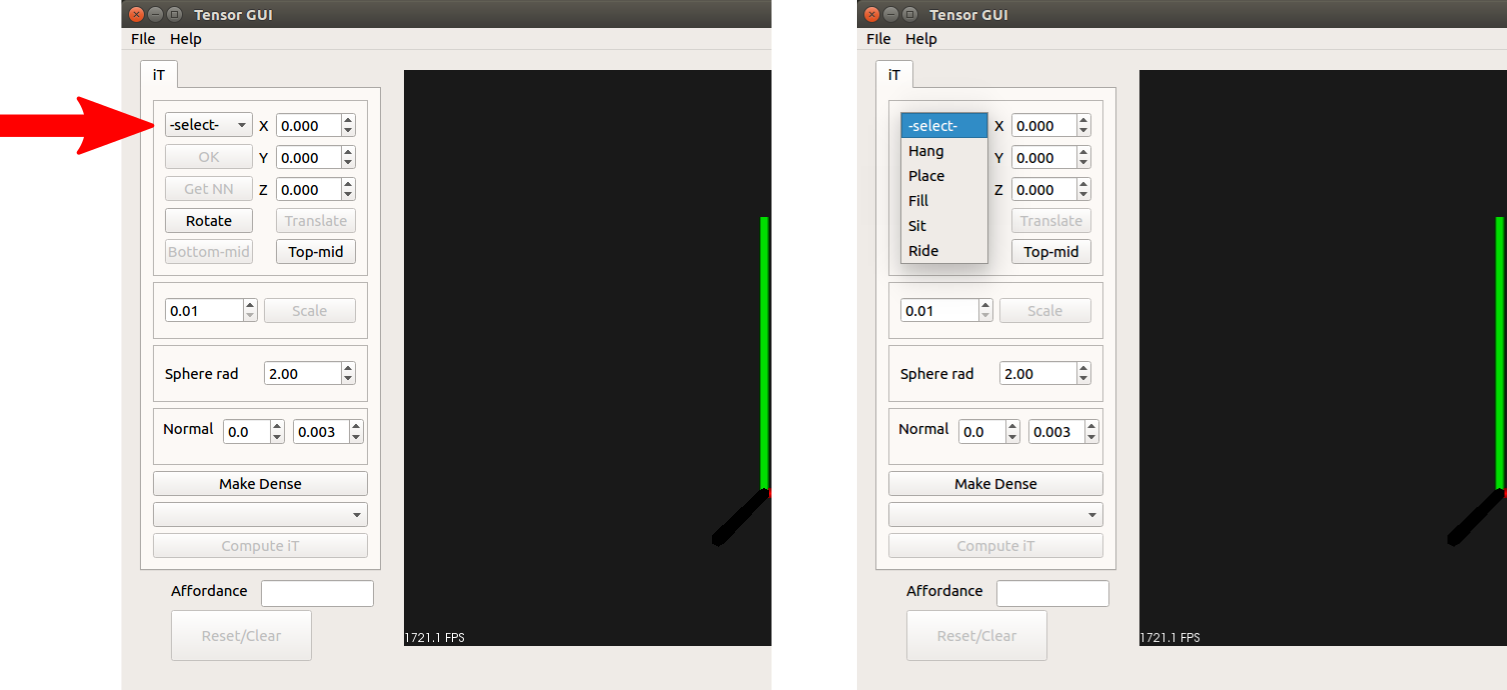 Tensor GUI
FIle Help
iT
-select- X 0.000
OK Y 0.000
Get NN Z 0.000
Rotate Translate
Bottom-mid Top-mid
0.01 Scale
Sphere rad 2.00
Normal 0.0 0.003
Make Dense
Compute iT
Affordance
Reset/Clear
1721.1 FPS
Tensor GUI
FIle Help
iT
-select- X 0.000
Hang
Place Y 0.000
Fill Z 0.000
Sit Translate
Ride Top-mid
0.01 Scale
Sphere rad 2.00
Normal 0.0 0.003
Make Dense
Compute iT
Affordance
Reset/Clear
1721.1 FPS